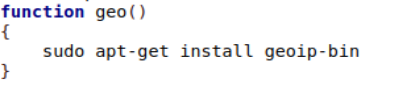 function geo()
{
    sudo apt-get install geoip-bin
}